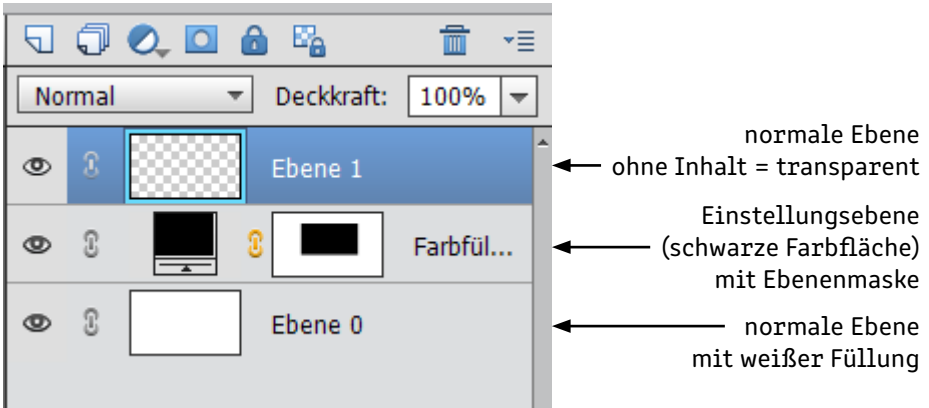 Normal
Deckkraft:
100%
Ebene 1
Farbfül...
Ebene 0
normale Ebene
ohne Inhalt = transparent
Einstellungsebene
(schwarze Farbfläche)
mit Ebenenmaske
normale Ebene
mit weißer Füllung